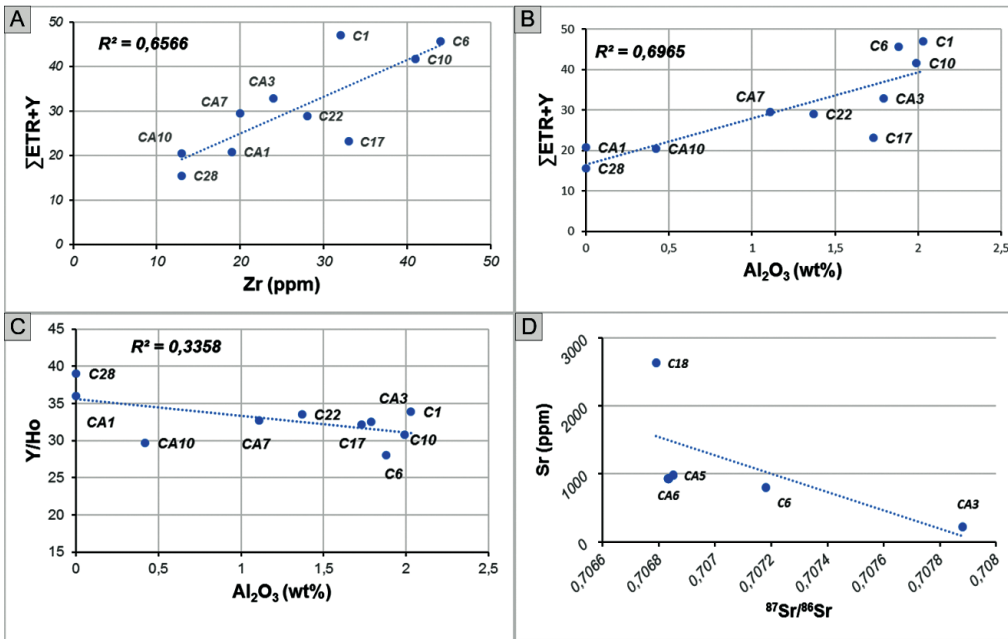 A
R² = 0,6566
∑ETR+Y
50
40
30
20
10
0
C1
C6
C10
CA3
CA7
C22
C17
CA10
CA1
C28
0
10
20
30
40
50
Zr (ppm)
B
R² = 0,6965
∑ETR+Y
50
40
30
20
10
0
C6
C1
C10
CA7
CA3
C22
C17
CA1
CA10
C28
0
0,5
1
1,5
2
2,5
Al₂O₃ (wt%)
C
R² = 0,3358
Y/Ho
45
40
35
30
25
20
15
C28
CA1
CA10
CA7
C22
C17
CA3
C1
C10
C6
0
0,5
1
1,5
2
2,5
Al₂O₃ (wt%)
D
Sr (ppm)
3000
2000
1000
0
C18
CA5
CA6
C6
CA3
0,7066
0,7068
0,707
0,7072
0,7074
0,7076
0,7078
0,708
⁸⁷Sr/⁸⁶Sr